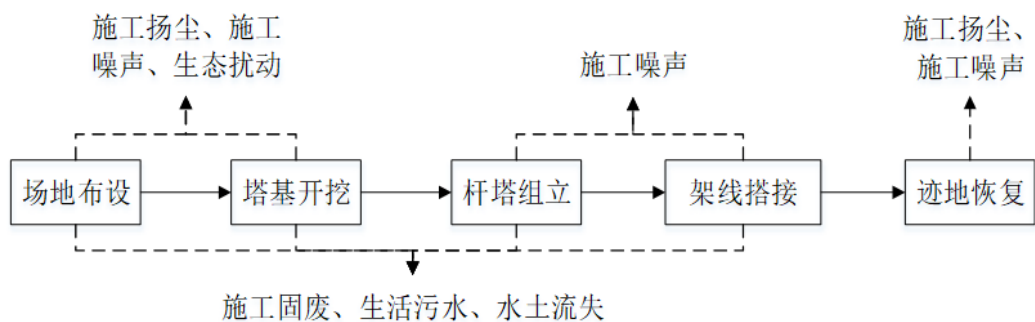 施工扬尘、施工
噪声、生态扰动
施工噪声
施工扬尘、
施工噪声
场地布设
塔基开挖
杆塔组立
架线搭接
迹地恢复
施工固废、生活污水、水土流失